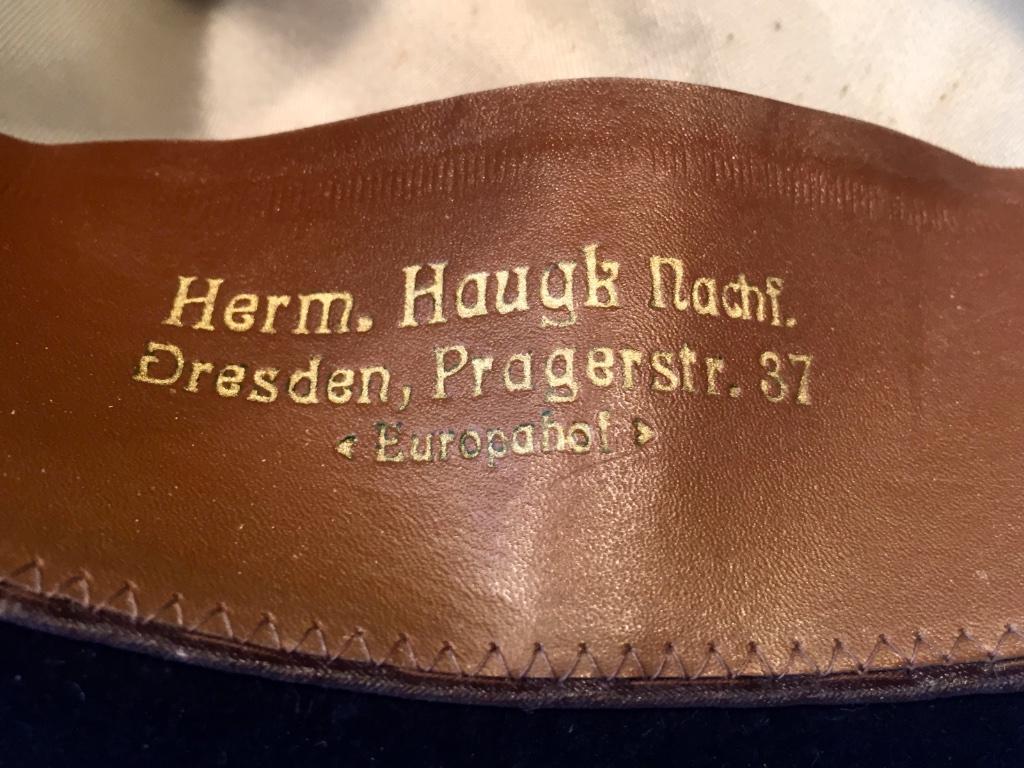 Herm. Haugk Nachf.
Dresden, Pragerstr. 37
Europahof